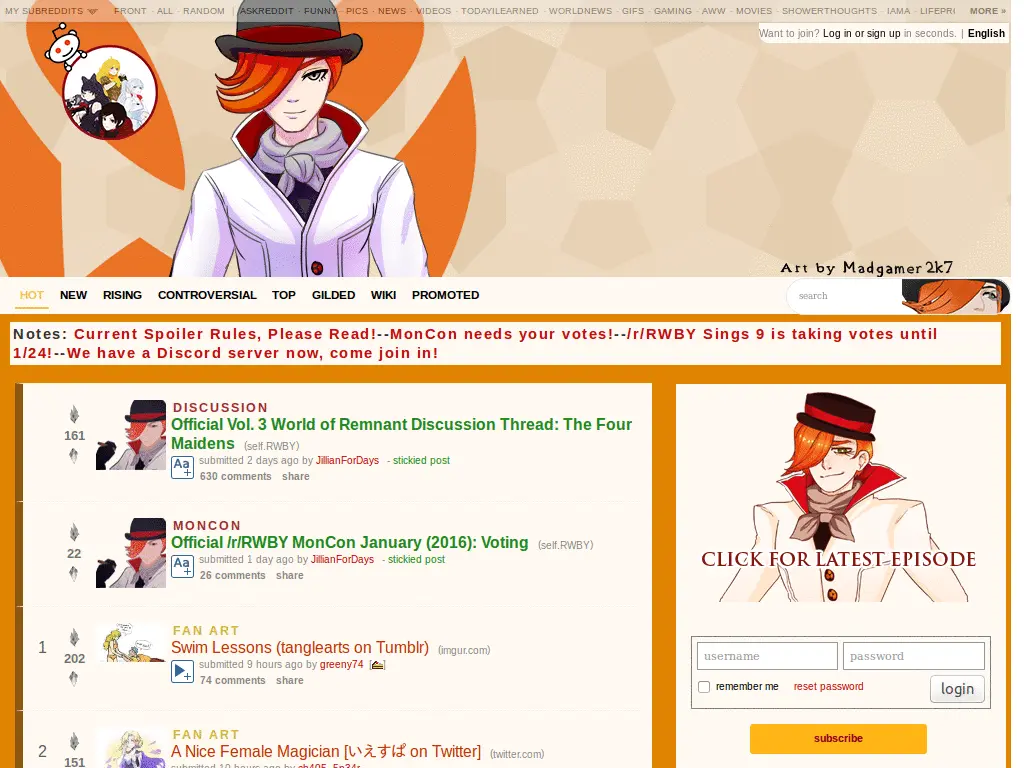 MY SUBREDDITS FRONT - ALL - RANDOM | ASKREDDIT - FUNNY - PICS - NEWS - VIDEOS - TODAYILEARNED - WORLDNEWS - GIFS - GAMING - AWW - MOVIES - SHOWERTHOUGHTS - IAMA - LIFEPRI MORE »
Want to join? Log in or sign up in seconds. | English
Art by Madgamer 2k7
HOT NEW RISING CONTROVERSIAL TOP GILDED WIKI PROMOTED
search
Notes: Current Spoiler Rules, Please Read!--MonCon needs your votes!--/r/RWBY Sings 9 is taking votes until
1/24!--We have a Discord server now, come join in!
DISCUSSION
161
Official Vol. 3 World of Remnant Discussion Thread: The Four
Maidens (self.RWBY)
Aa+ submitted 2 days ago by JillianForDays - stickied post
630 comments share
MONCON
22
Official /r/RWBY MonCon January (2016): Voting (self.RWBY)
Aa+ submitted 1 day ago by JillianForDays - stickied post
26 comments share
FAN ART
1
202
Swim Lessons (tanglearts on Tumblr) (imgur.com)
submitted 9 hours ago by greeny74
74 comments share
FAN ART
2
151
A Nice Female Magician [いえすぱ on Twitter] (twitter.com)
CLICK FOR LATEST EPISODE
username password
remember me reset password login
subscribe